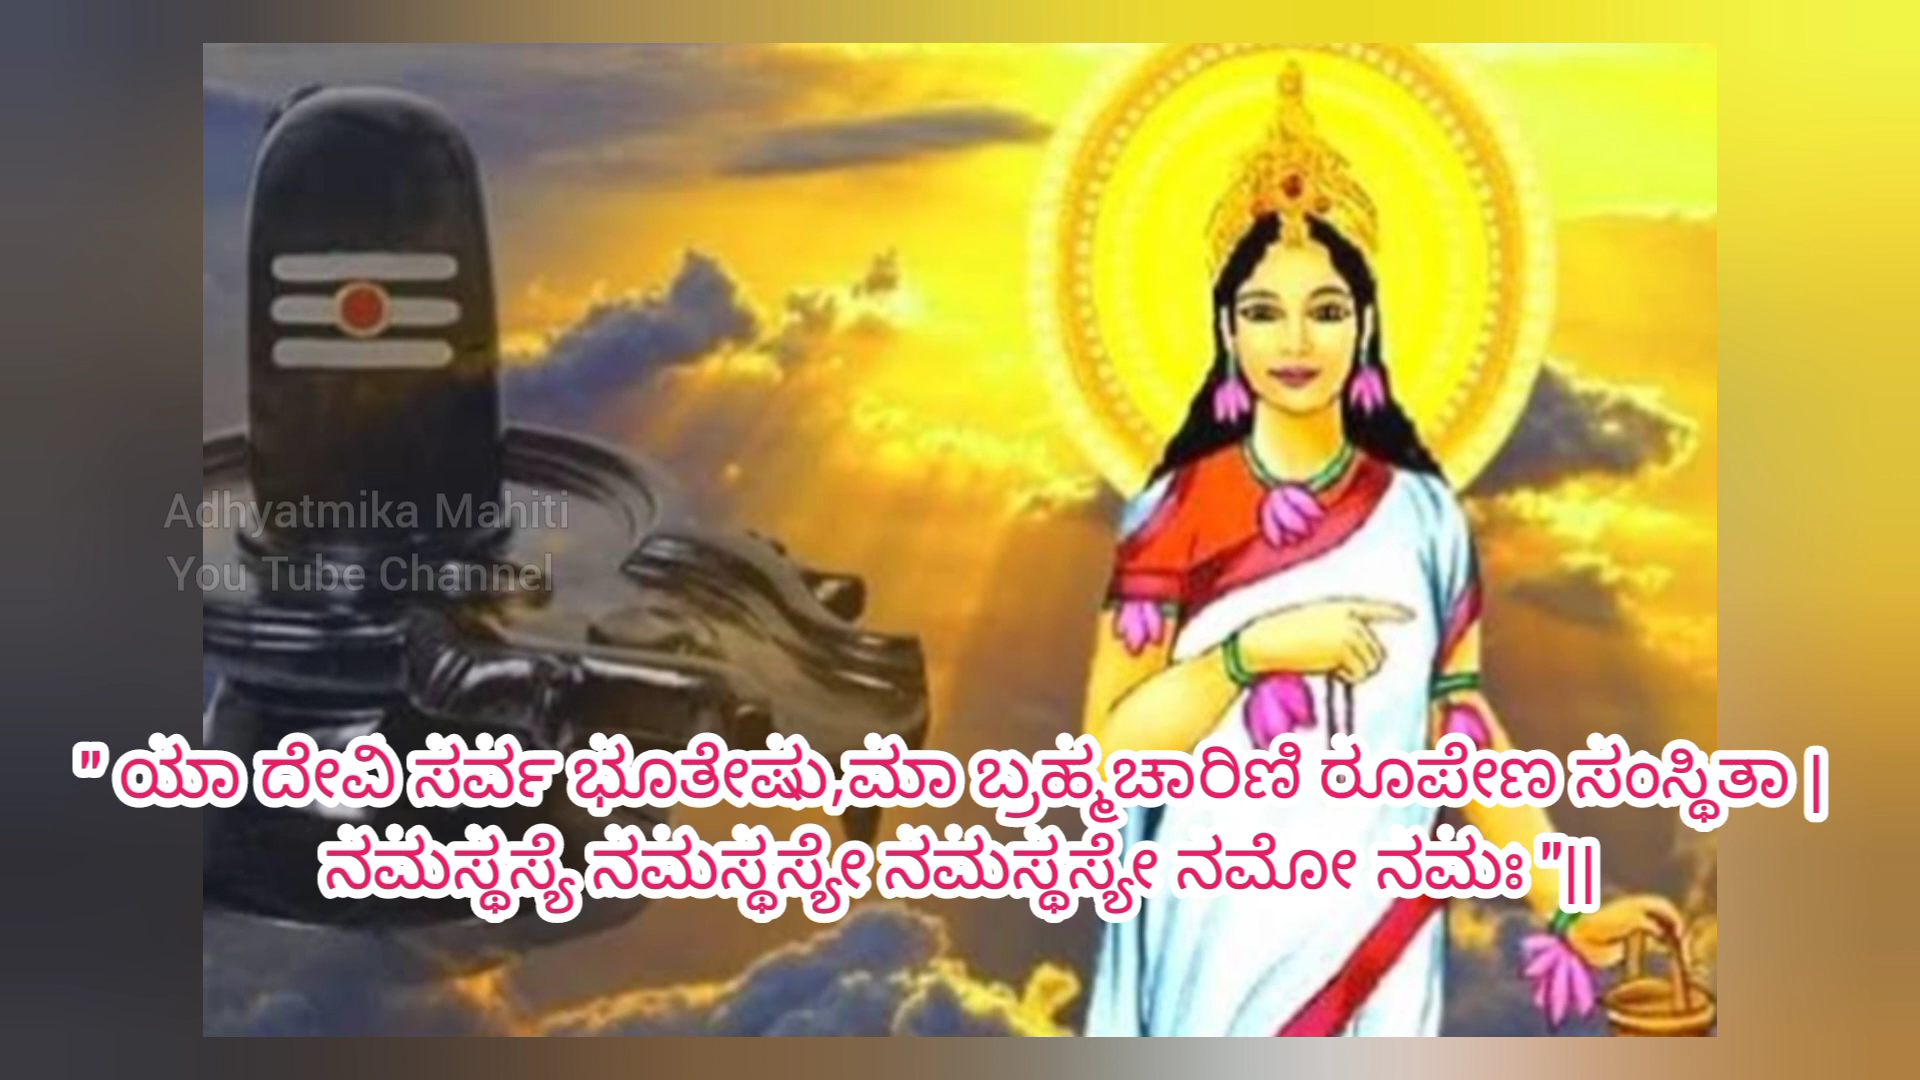 Adhyatmika Mahiti
You Tube Channel
" ಯಾ ದೇವಿ ಸರ್ವ ಭೂತೇಷು,ಮಾ ಬ್ರಹ್ಮಚಾರಿಣಿ ರೂಪೇಣ ಸಂಸ್ಥಿತಾ |
ನಮಸ್ಥಸ್ಯೆ ನಮಸ್ಥಸ್ಯೇ ನಮಸ್ಥಸ್ಯೇ ನಮೋ ನಮಃ "||